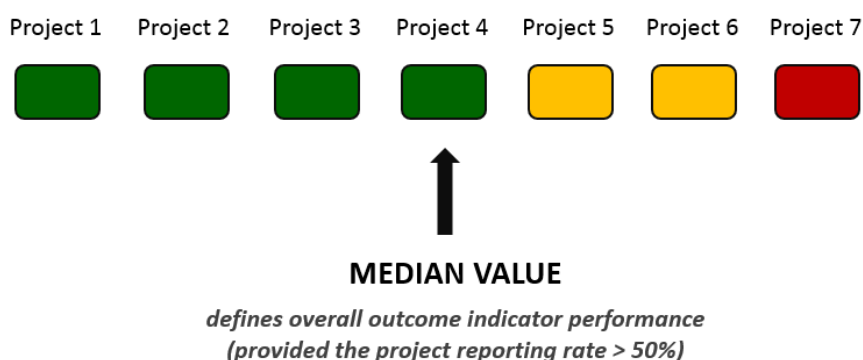 Project 1 Project 2 Project 3 Project 4 Project 5 Project 6 Project 7
MEDIAN VALUE
defines overall outcome indicator performance
(provided the project reporting rate > 50%)